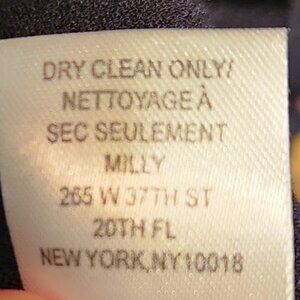 DRY CLEAN ONLY/
NETTOYAGE À
SEC SEULEMENT
MILLY
265 W 37TH ST
20TH FL
NEW YORK,NY10018